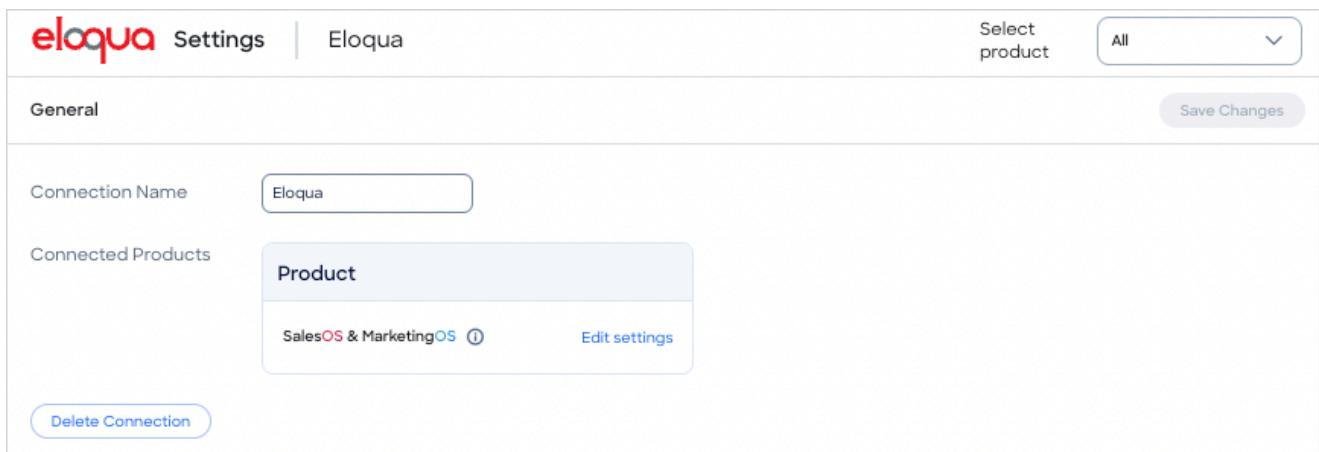 eloqua Settings Eloqua
Select
product
All
General
Save Changes
Connection Name
Eloqua
Connected Products
Product
SalesOS & MarketingOS
Edit settings
Delete Connection